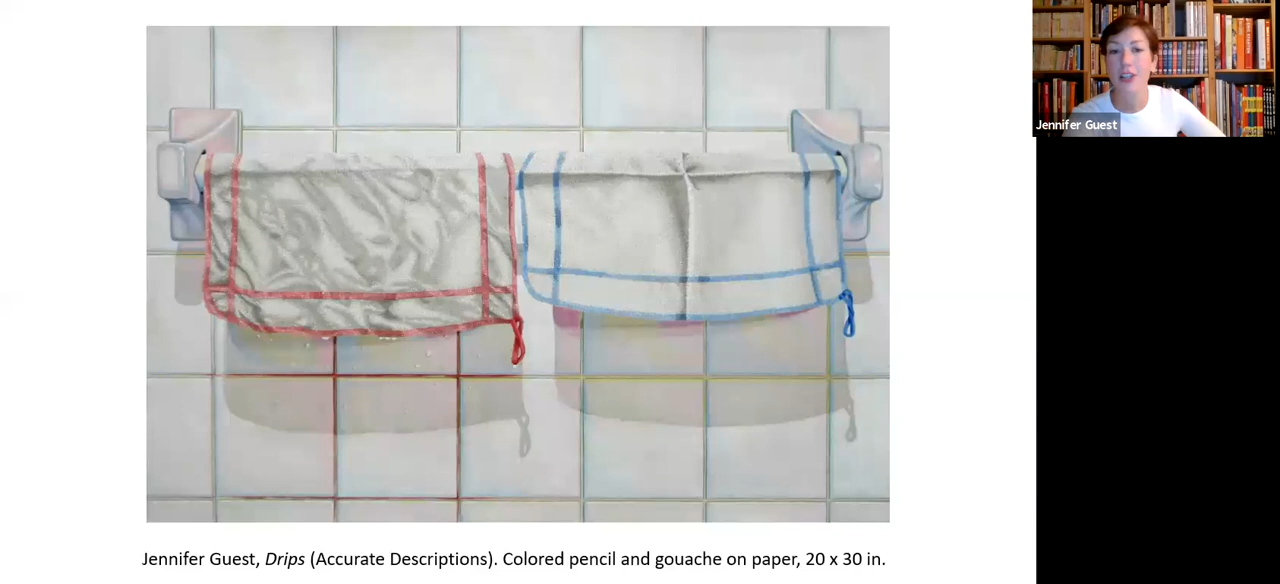 Jennifer Guest
Jennifer Guest, Drips (Accurate Descriptions). Colored pencil and gouache on paper, 20 x 30 in.